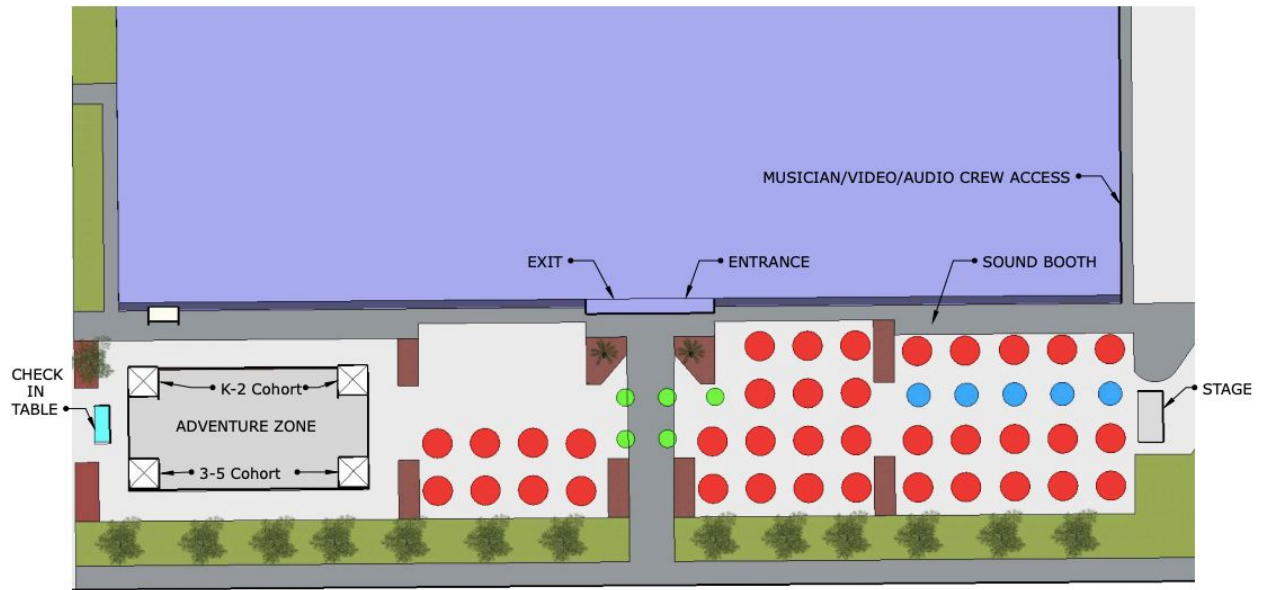 MUSICIAN/VIDEO/AUDIO CREW ACCESS
EXIT
ENTRANCE
SOUND BOOTH
CHECK
IN
TABLE
K-2 Cohort
ADVENTURE ZONE
3-5 Cohort
STAGE